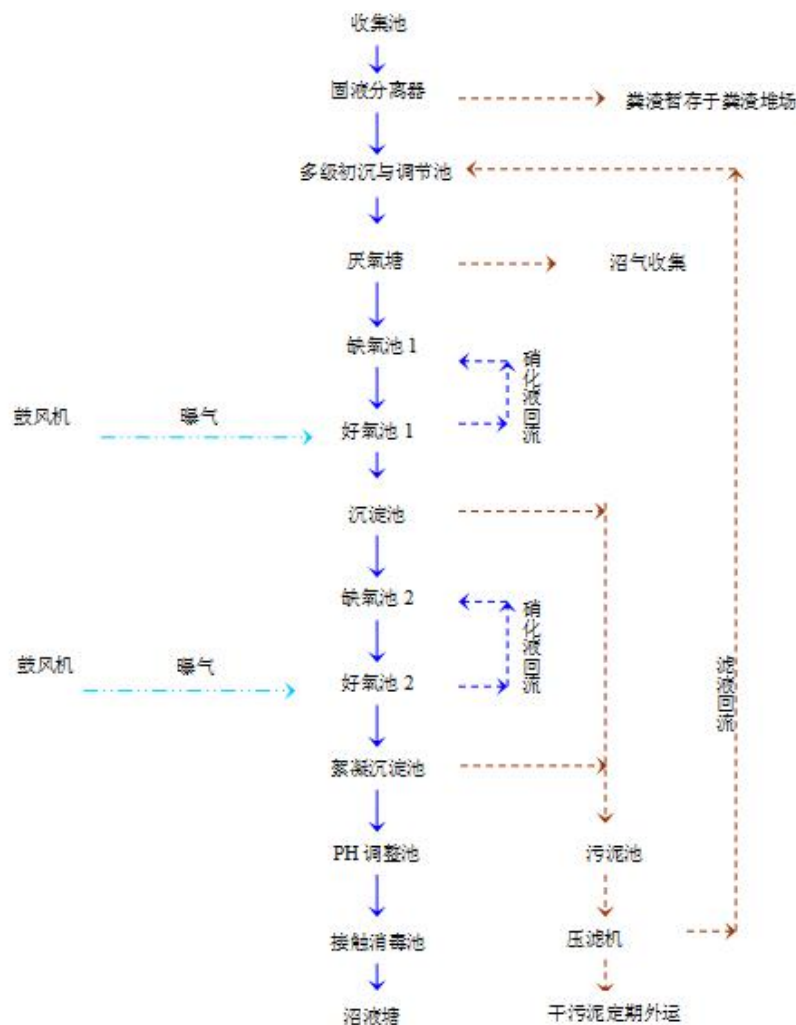 收集池
固液分离器
粪渣暂存于粪渣堆场
多级初沉与调节池
厌氧塘
沼气收集
缺氧池 1
硝化液回流
鼓风机
曝气
好氧池 1
沉淀池
缺氧池 2
硝化液回流
鼓风机
曝气
好氧池 2
滤液回流
絮凝沉淀池
PH 调整池
污泥池
接触消毒池
压滤机
沼液塘
干污泥定期外运